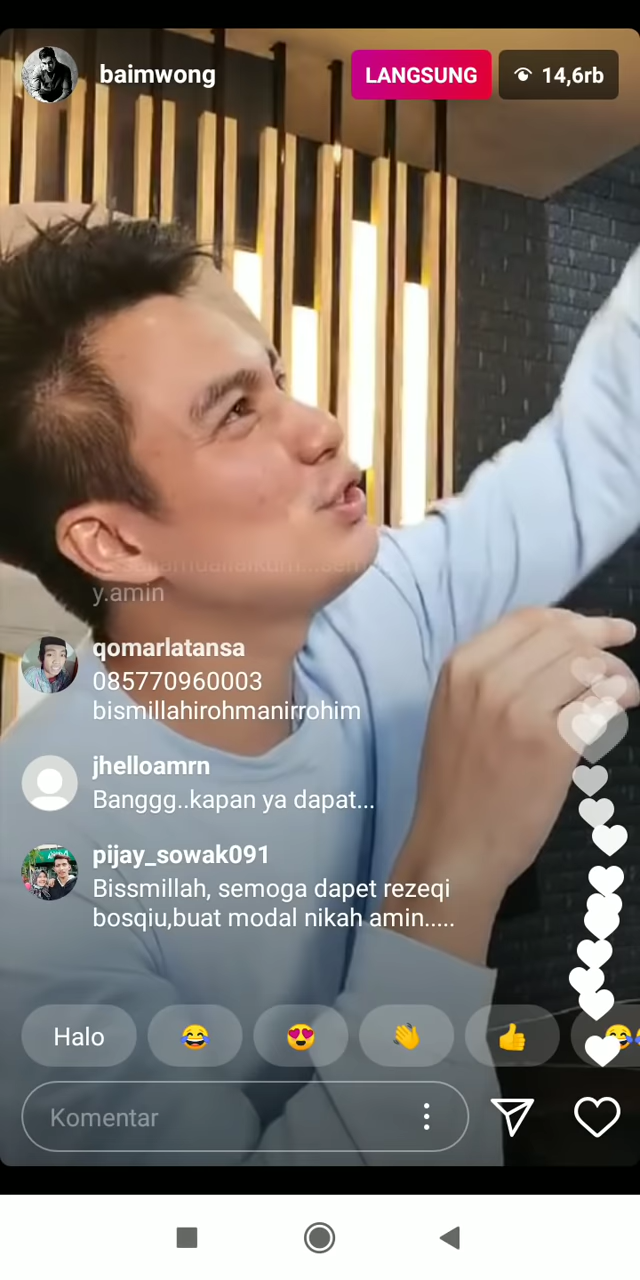 baimwong
LANGSUNG
14,6rb
y.amin
qomarlatansa
085770960003
bismillahirohmanirrohim
jhelloamrn
Banggg..kapan ya dapat...
pijay_sowak091
Bissmillah, semoga dapet rezeqi
bosqiu,buat modal nikah amin.....
Halo
Komentar